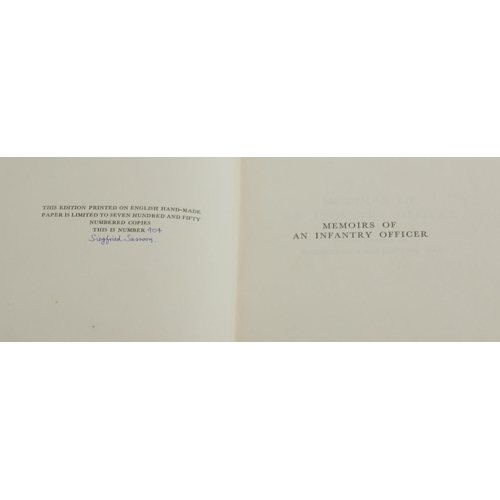 THIS EDITION PRINTED ON ENGLISH HAND-MADE
PAPER IS LIMITED TO SEVEN HUNDRED AND FIFTY
NUMBERED COPIES
THIS IS NUMBER 404
Siegfried Sassoon.
MEMOIRS OF
AN INFANTRY OFFICER